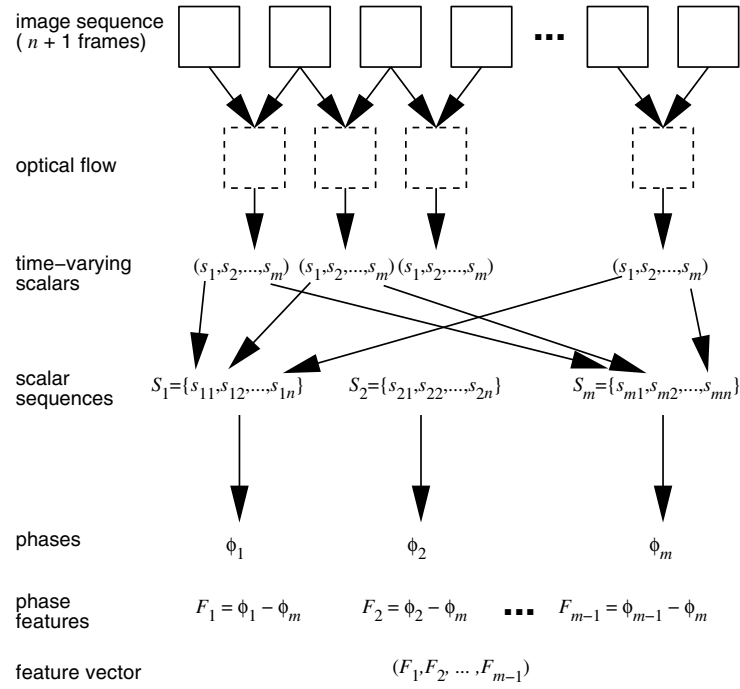 image sequence
( n + 1 frames)
optical flow
time−varying
scalars
(s1,s2,...,sm) (s1,s2,...,sm) (s1,s2,...,sm) (s1,s2,...,sm)
scalar
sequences
S1={s11,s12,...,s1n} S2={s21,s22,...,s2n} Sm={sm1,sm2,...,smn}
phases
ϕ1 ϕ2 ϕm
phase
features
F1 = ϕ1 − ϕm F2 = ϕ2 − ϕm ... Fm−1 = ϕm−1 − ϕm
feature vector
(F1,F2, ... ,Fm−1)